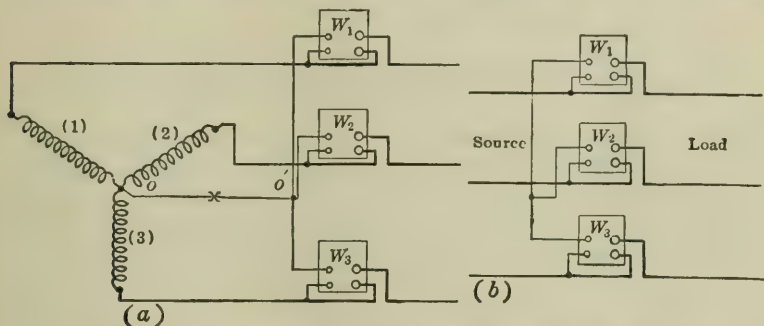 W₁
(1)
(2)
W₂
o
o'
(3)
W₃
(a)
W₁
Source
W₂
Load
W₃
(b)